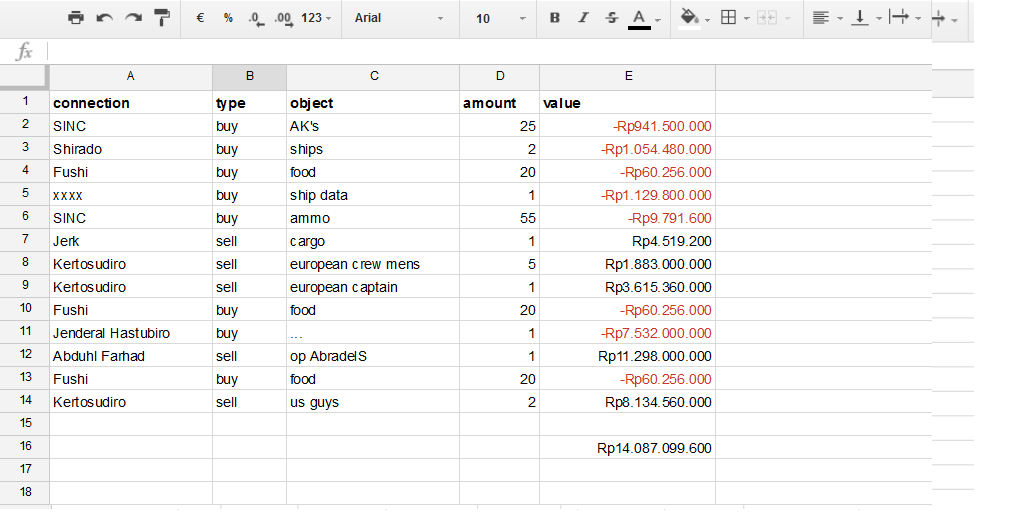 € % .0 .00 123 Arial 10 B I S A
fx
A B C D E
1 connection type object amount value
2 SINC buy AK's 25 -Rp941.500.000
3 Shirado buy ships 2 -Rp1.054.480.000
4 Fushi buy food 20 -Rp60.256.000
5 xxxx buy ship data 1 -Rp1.129.800.000
6 SINC buy ammo 55 -Rp9.791.600
7 Jerk sell cargo 1 Rp4.519.200
8 Kertosudiro sell european crew mens 5 Rp1.883.000.000
9 Kertosudiro sell european captain 1 Rp3.615.360.000
10 Fushi buy food 20 -Rp60.256.000
11 Jenderal Hastubiro buy ... 1 -Rp7.532.000.000
12 Abduhl Farhad sell op AbradelS 1 Rp11.298.000.000
13 Fushi buy food 20 -Rp60.256.000
14 Kertosudiro sell us guys 2 Rp8.134.560.000
15
16 Rp14.087.099.600
17
18